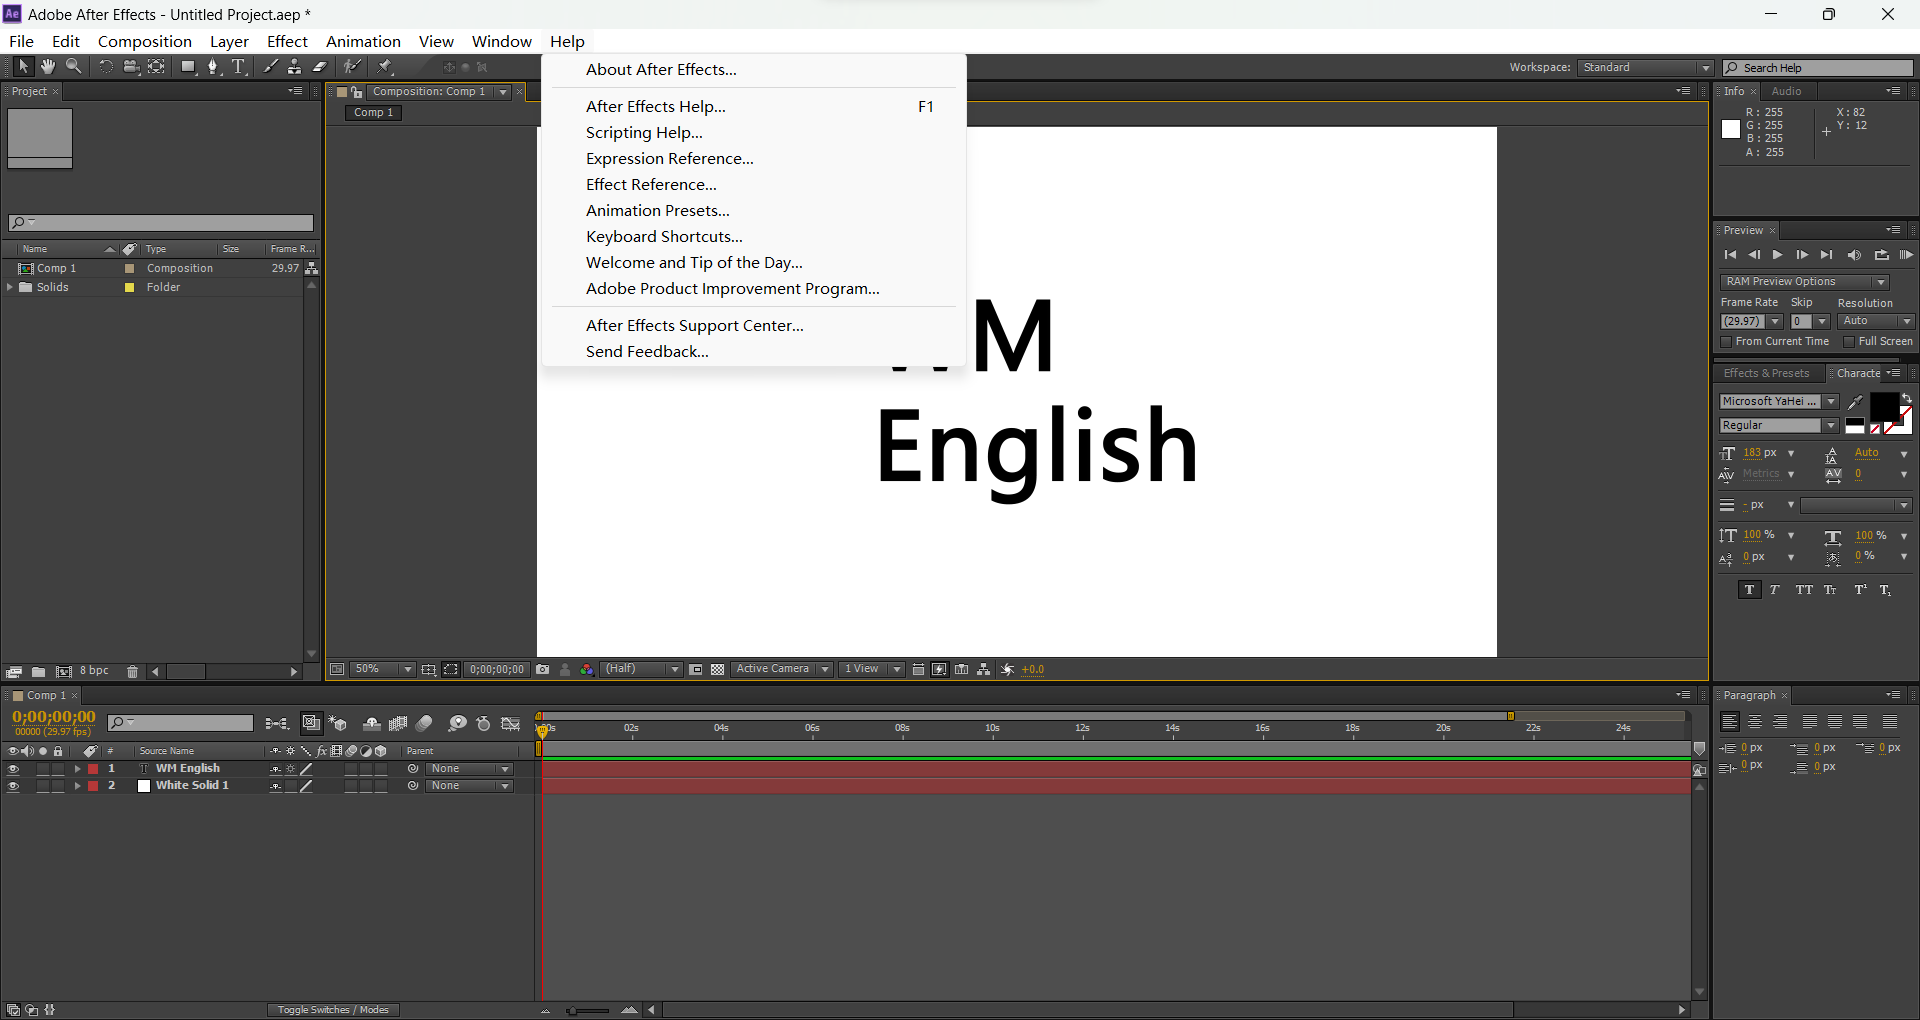 Adobe After Effects - Untitled Project.aep *
File Edit Composition Layer Effect Animation View Window Help
Workspace: Standard Search Help
About After Effects...
After Effects Help... F1
Scripting Help...
Expression Reference...
Effect Reference...
Animation Presets...
Keyboard Shortcuts...
Welcome and Tip of the Day...
Adobe Product Improvement Program...
After Effects Support Center...
Send Feedback...
Project
Name Type Size Frame R...
Comp 1 Composition 29.97
Solids Folder
8 bpc
Composition: Comp 1
Comp 1
M
English
50% 0;00;00;00 (Half) Active Camera 1 View +0.0
Info Audio
R: 255 X: 82
G: 255 Y: 12
B: 255
A: 255
Preview
RAM Preview Options
Frame Rate Skip Resolution
(29.97) 0 Auto
From Current Time Full Screen
Effects & Presets Characte
Microsoft YaHei ...
Regular
183 px Auto
Metrics 0
- px
100 % 100 %
0 px 0 %
Comp 1
0;00;00;00
00000 (29.97 fps)
00s 02s 04s 06s 08s 10s 12s 14s 16s 18s 20s 22s 24s
# Source Name fx Parent
1 WM English None
2 White Solid 1 None
Toggle Switches / Modes
Paragraph
0 px 0 px 0 px
0 px 0 px